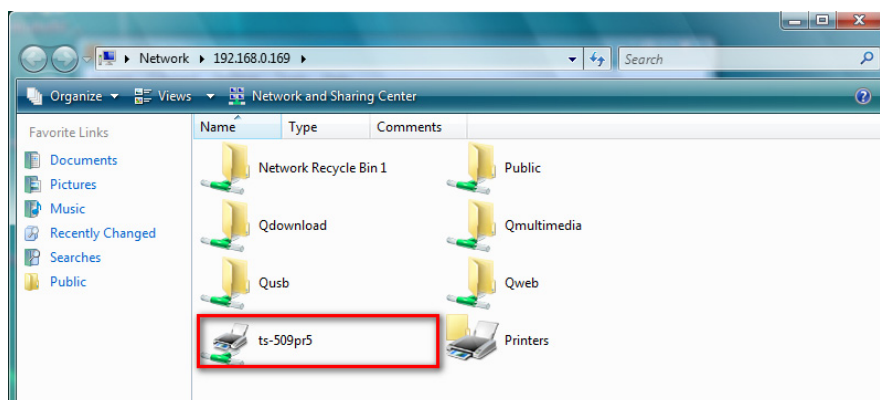 Network 192.168.0.169 Search
Organize Views Network and Sharing Center
Favorite Links
Documents
Pictures
Music
Recently Changed
Searches
Public
Name Type Comments
Network Recycle Bin 1 Public
Qdownload Qmultimedia
Qusb Qweb
ts-509pr5 Printers